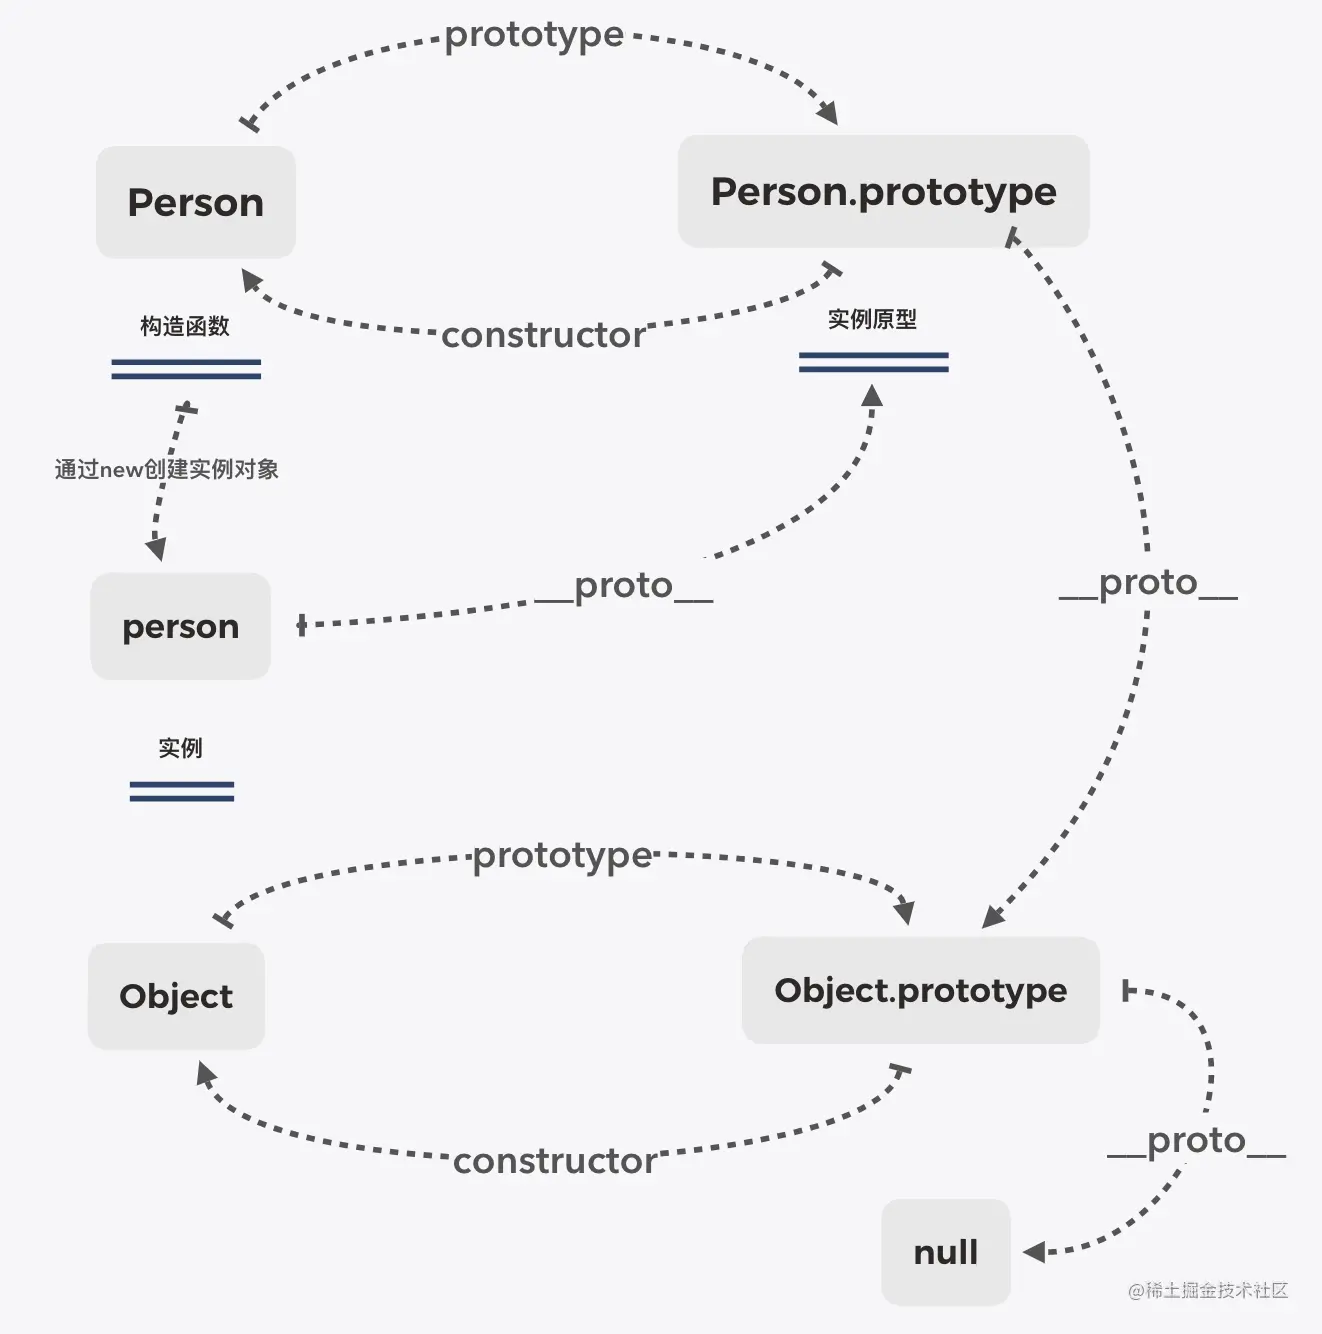 prototype
Person
Person.prototype
constructor
构造函数
实例原型
通过new创建实例对象
__proto__
__proto__
person
实例
prototype
Object
Object.prototype
constructor
__proto__
null
@稀土掘金技术社区